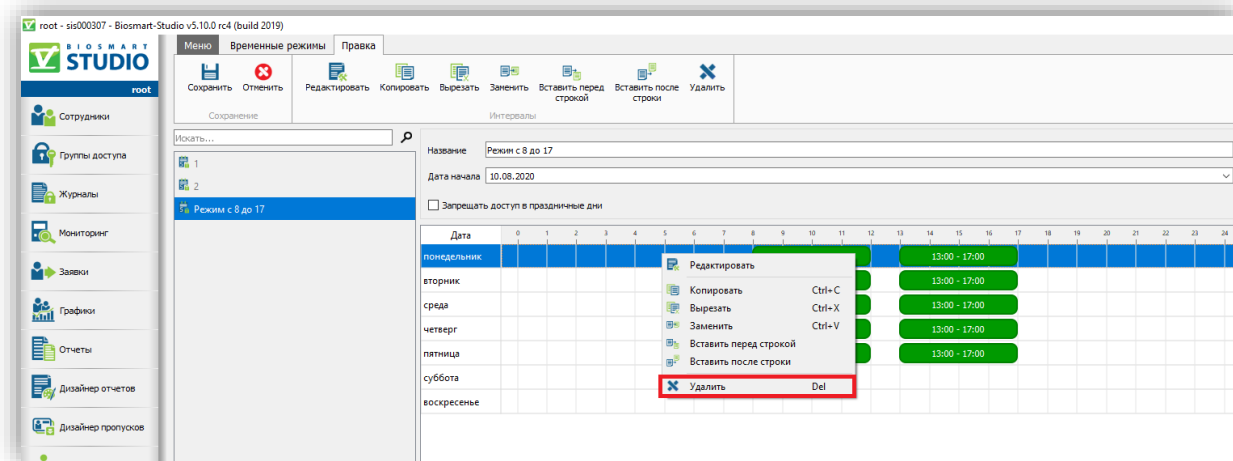 root - sis000307 - Biosmart-Studio v5.10.0 rc4 (build 2019)
BIOSMART
STUDIO
root
Сотрудники
Группы доступа
Журналы
Мониторинг
Заявки
Графики
Отчеты
Дизайнер отчетов
Дизайнер пропусков
Меню Временные режимы Правка
Сохранить Отменить Редактировать Копировать Вырезать Заменить Вставить перед строкой Вставить после строки Удалить
Сохранение Интервалы
Искать...
1
2
Режим с 8 до 17
Название Режим с 8 до 17
Дата начала 10.08.2020
Запрещать доступ в праздничные дни
Дата 0 1 2 3 4 5 6 7 8 9 10 11 12 13 14 15 16 17 18 19 20 21 22 23 24
понедельник 13:00 - 17:00
вторник 13:00 - 17:00
среда 13:00 - 17:00
четверг 13:00 - 17:00
пятница 13:00 - 17:00
суббота
воскресенье
Редактировать
Копировать Ctrl+C
Вырезать Ctrl+X
Заменить Ctrl+V
Вставить перед строкой
Вставить после строки
Удалить Del